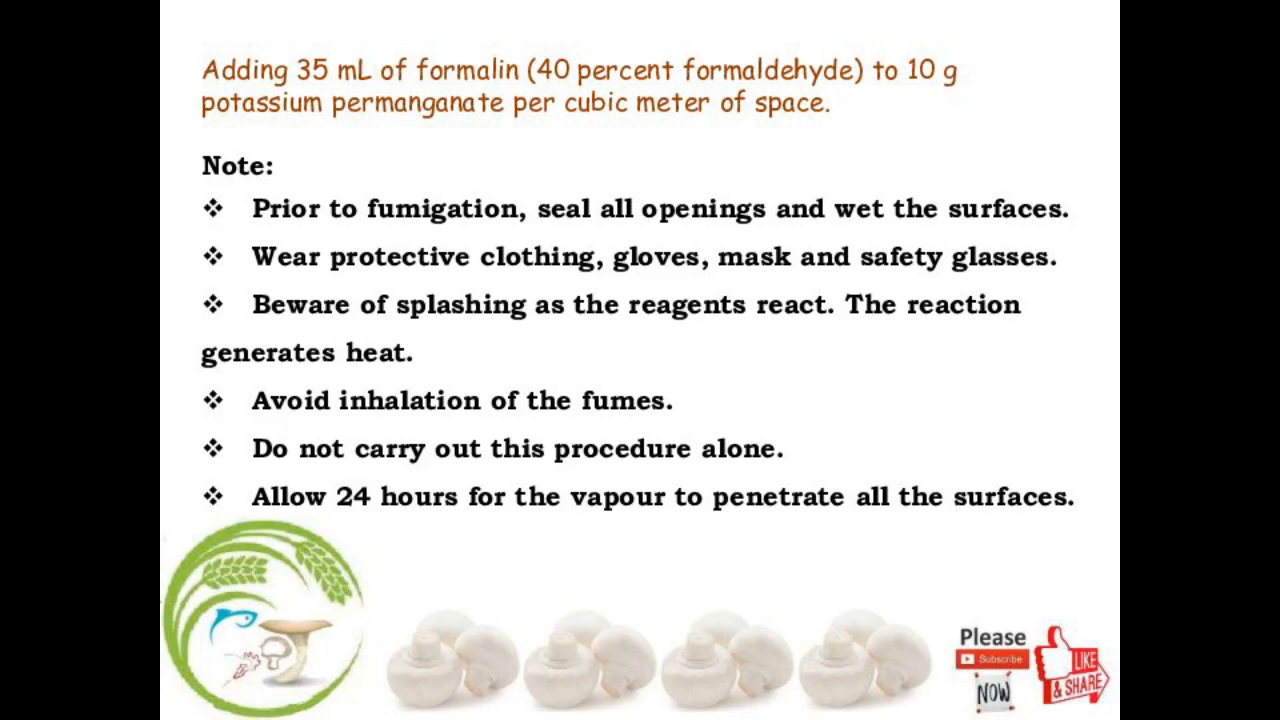 Adding 35 mL of formalin (40 percent formaldehyde) to 10 g
potassium permanganate per cubic meter of space.
Note:
❖ Prior to fumigation, seal all openings and wet the surfaces.
❖ Wear protective clothing, gloves, mask and safety glasses.
❖ Beware of splashing as the reagents react. The reaction
generates heat.
❖ Avoid inhalation of the fumes.
❖ Do not carry out this procedure alone.
❖ Allow 24 hours for the vapour to penetrate all the surfaces.
Please
Subscribe
NOW
LIKE
& SHARE